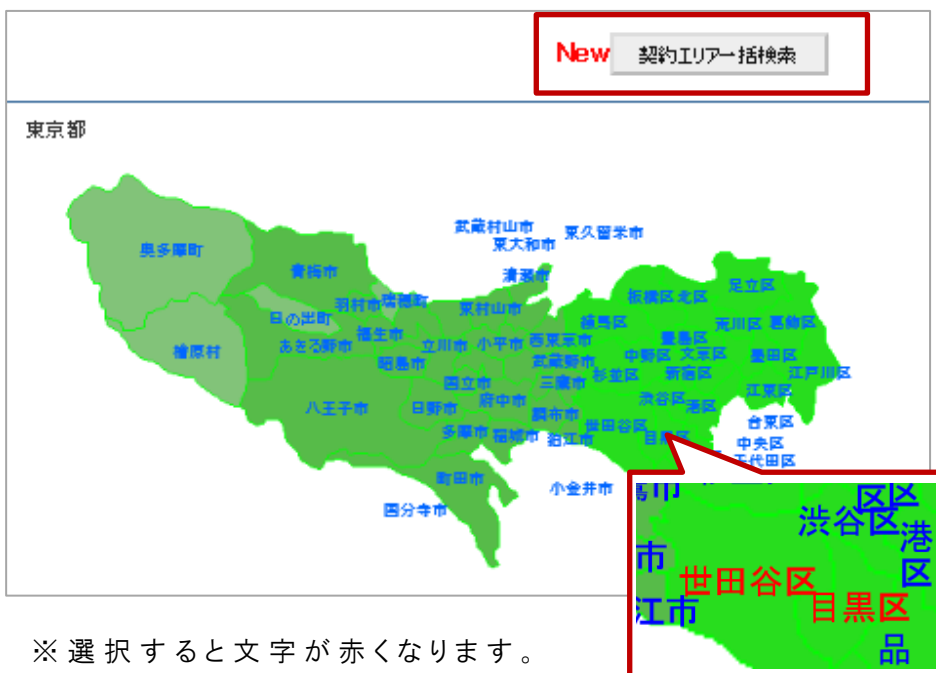 New 契約エリア一括検索
東京都
武蔵村山市
東久留米市
東大和市
奥多摩町
青梅市
清瀬市
足立区
羽村市
瑞穂町
東村山市
板橋区
北区
日の出町
練馬区
荒川区
葛飾区
檜原村
あきる野市
福生市
立川市
小平市
西東京市
豊島区
昭島市
武蔵野市
中野区
文京区
墨田区
国立市
三鷹市
杉並区
新宿区
江戸川区
八王子市
日野市
府中市
渋谷区
港区
江東区
調布市
世田谷区
台東区
多摩市
稲城市
狛江市
目黒区
中央区
千代田区
町田市
小金井市
国分寺市
市
区区
渋谷区
港区
市
世田谷区
江市
目黒区
品
※選択すると文字が赤くなります。